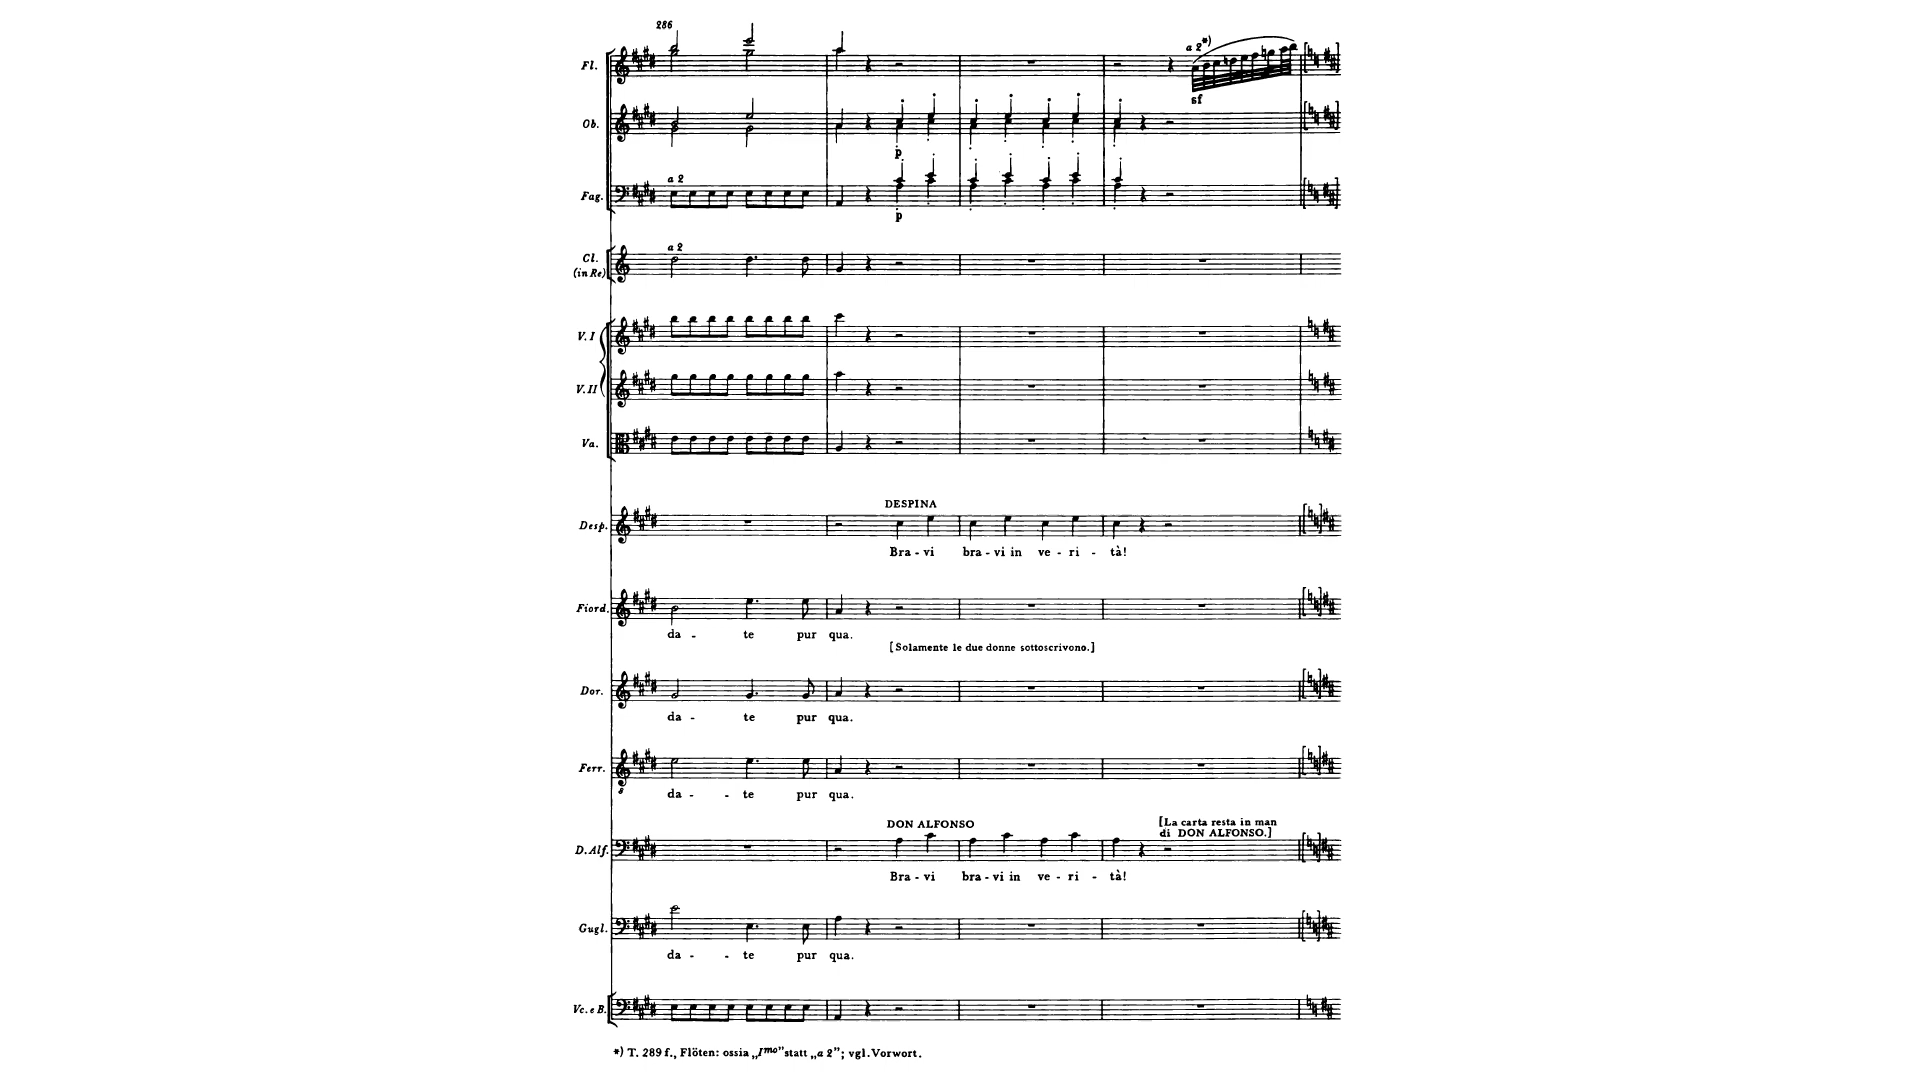 286
Fl.
a 2*)
sf
Ob.
p
a 2
Fag.
p
a 2
Cl.
(in Re)
V. I
V. II
Va.
DESPINA
Desp.
Bra - vi bra - vi in ve - ri - tà!
Fiord.
da - te pur qua.
[Solamente le due donne sottoscrivono.]
Dor.
da - te pur qua.
Ferr.
8
da - - te pur qua.
DON ALFONSO
[La carta resta in man
di DON ALFONSO.]
D. Alf.
Bra - vi bra - vi in ve - ri - tà!
Gugl.
da - - te pur qua.
Vc. e B.
*) T. 289 f., Flöten: ossia „Imo" statt „a 2"; vgl. Vorwort.